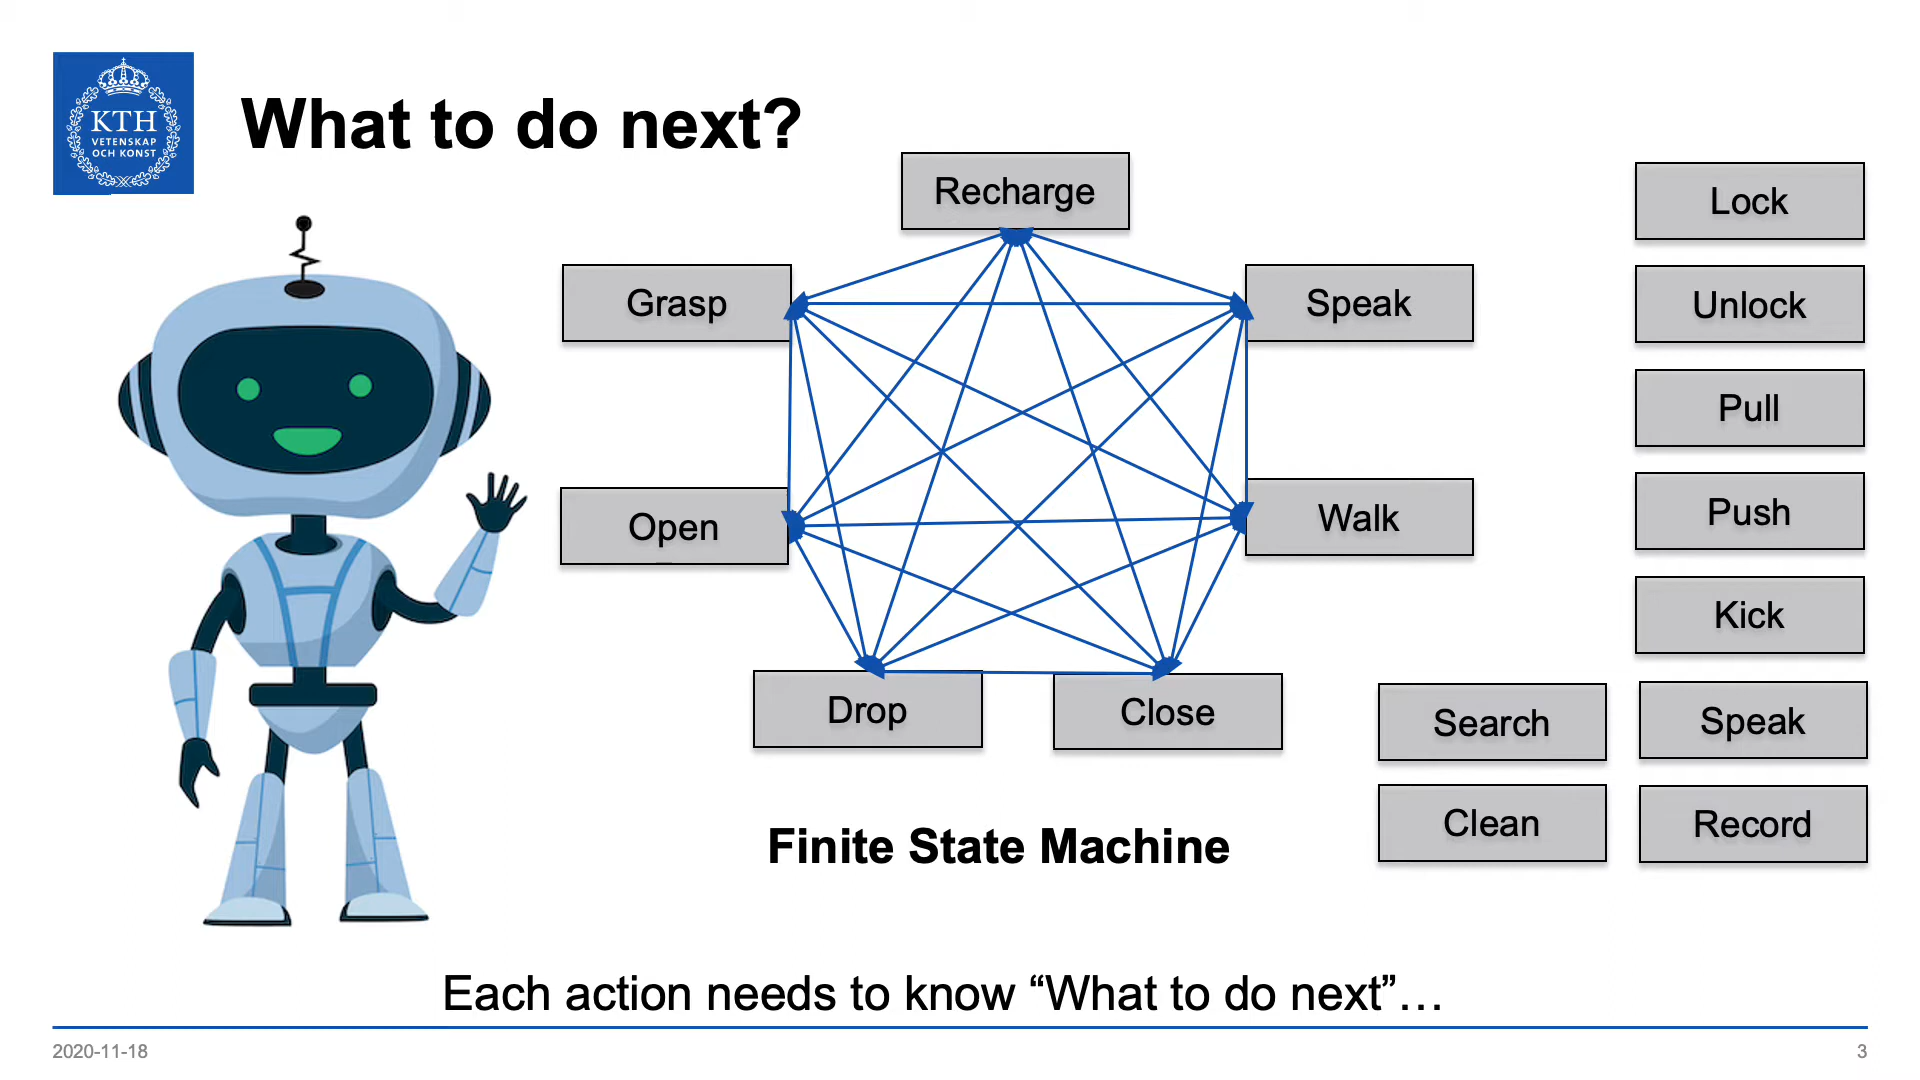 KTH
VETENSKAP
OCH KONST
What to do next?
Recharge
Grasp
Speak
Open
Walk
Drop
Close
Lock
Unlock
Pull
Push
Kick
Search
Speak
Clean
Record
Finite State Machine
Each action needs to know “What to do next”…
2020-11-18
3